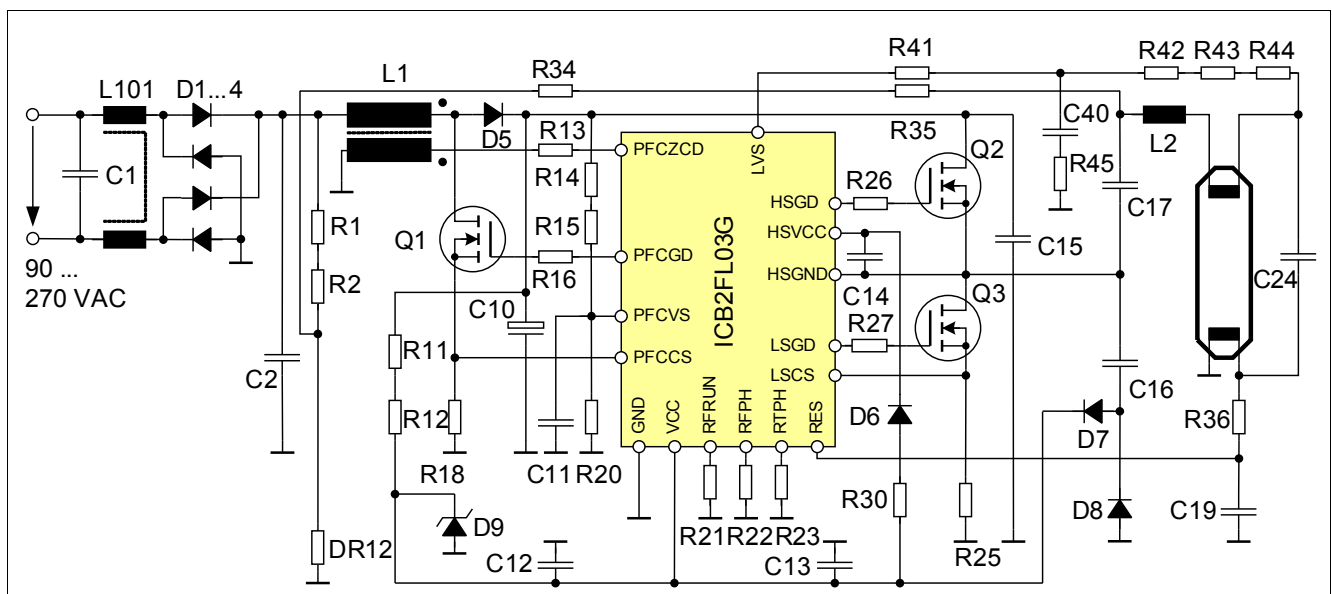 R41
R42 R43 R44
L101 D1...4
L1
R34
D5
R13
R35
C40
L2
C1
PFCZCD
LVS
Q2
R45
R14
HSGD
R26
C17
R1
Q1
R15
HSVCC
C15
PFCGD
R16
HSGND
C14
90 ...
270 VAC
R2
C10
ICB2FL03G
Q3
C24
PFCVS
R27
LSGD
R11
PFCCS
LSCS
C2
C16
R12
GND
VCC
RFRUN
RFPH
RTPH
RES
D6
D7
R36
R18
C11
R20
R30
D8
C19
D9
R21
R22
R23
R25
DR12
C12
C13